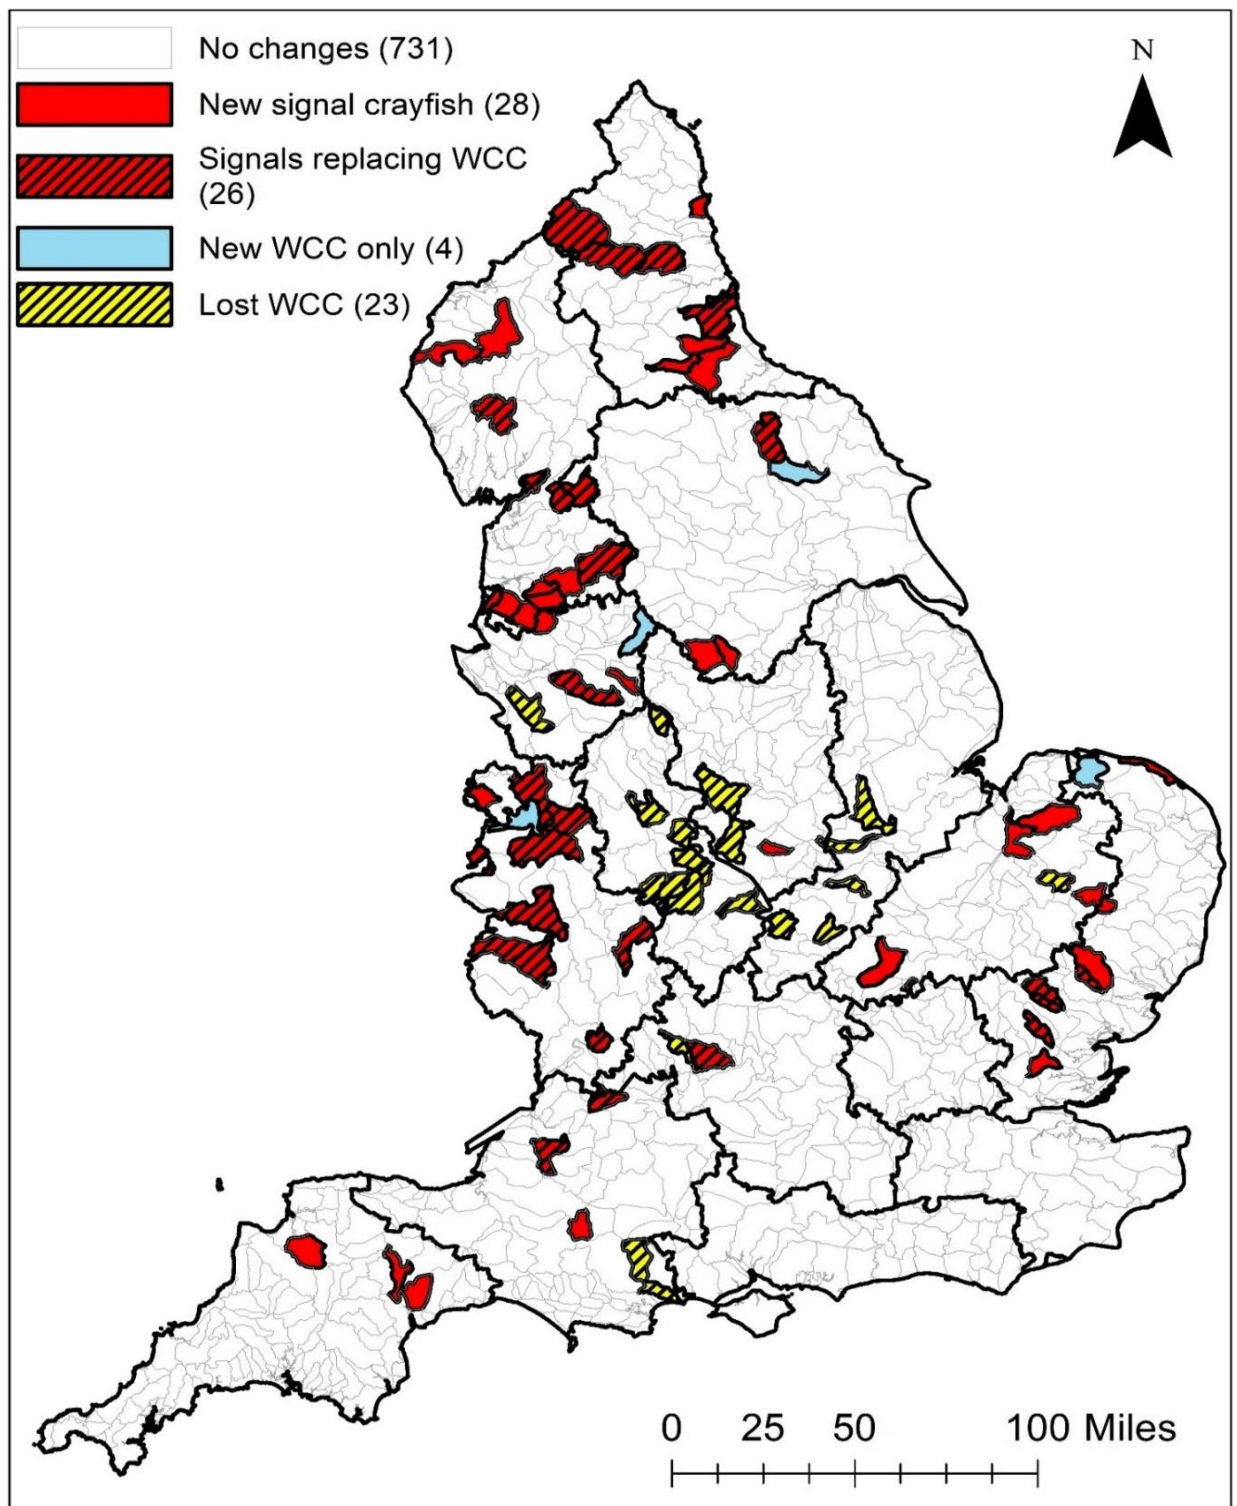 No changes (731)
New signal crayfish (28)
Signals replacing WCC
(26)
New WCC only (4)
Lost WCC (23)
N
0 25 50 100 Miles